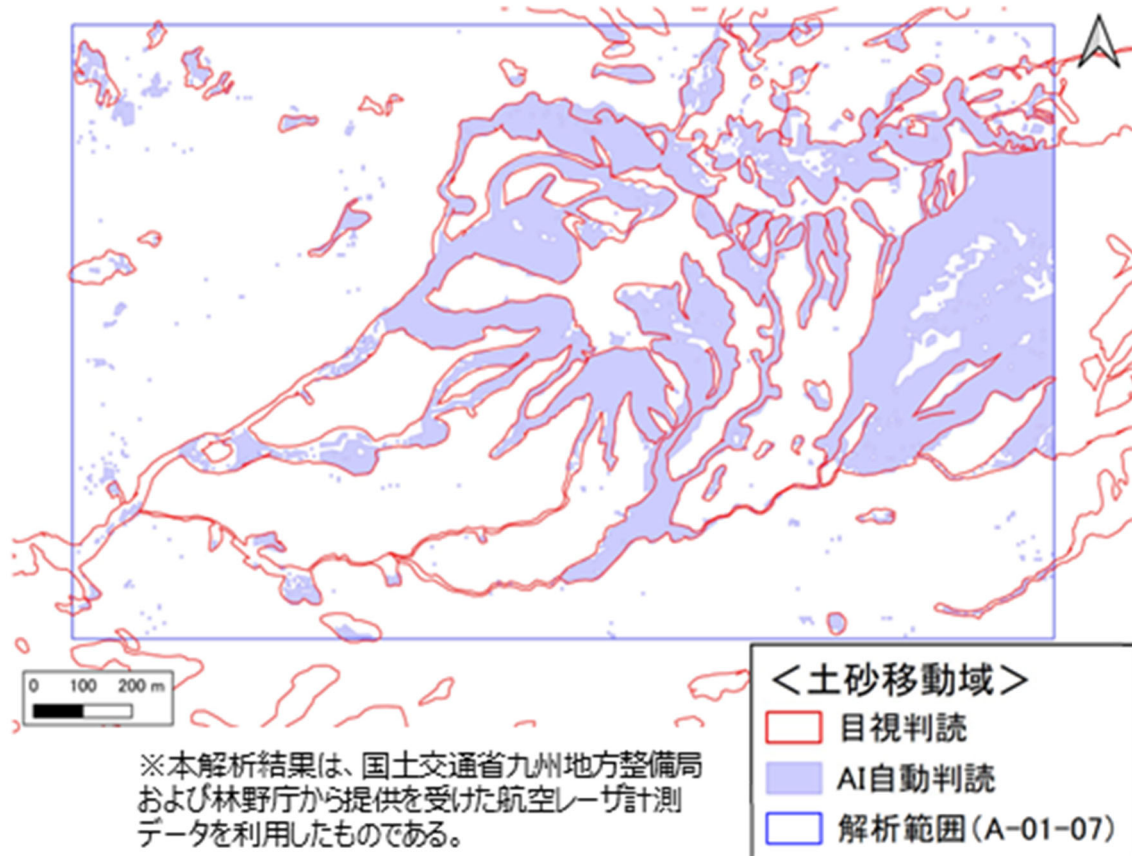 0 100 200 m
<土砂移動域>
目視判読
AI自動判読
解析範囲(A-01-07)
※本解析結果は、国土交通省九州地方整備局
および林野庁から提供を受けた航空レーザ計測
データを利用したものである。